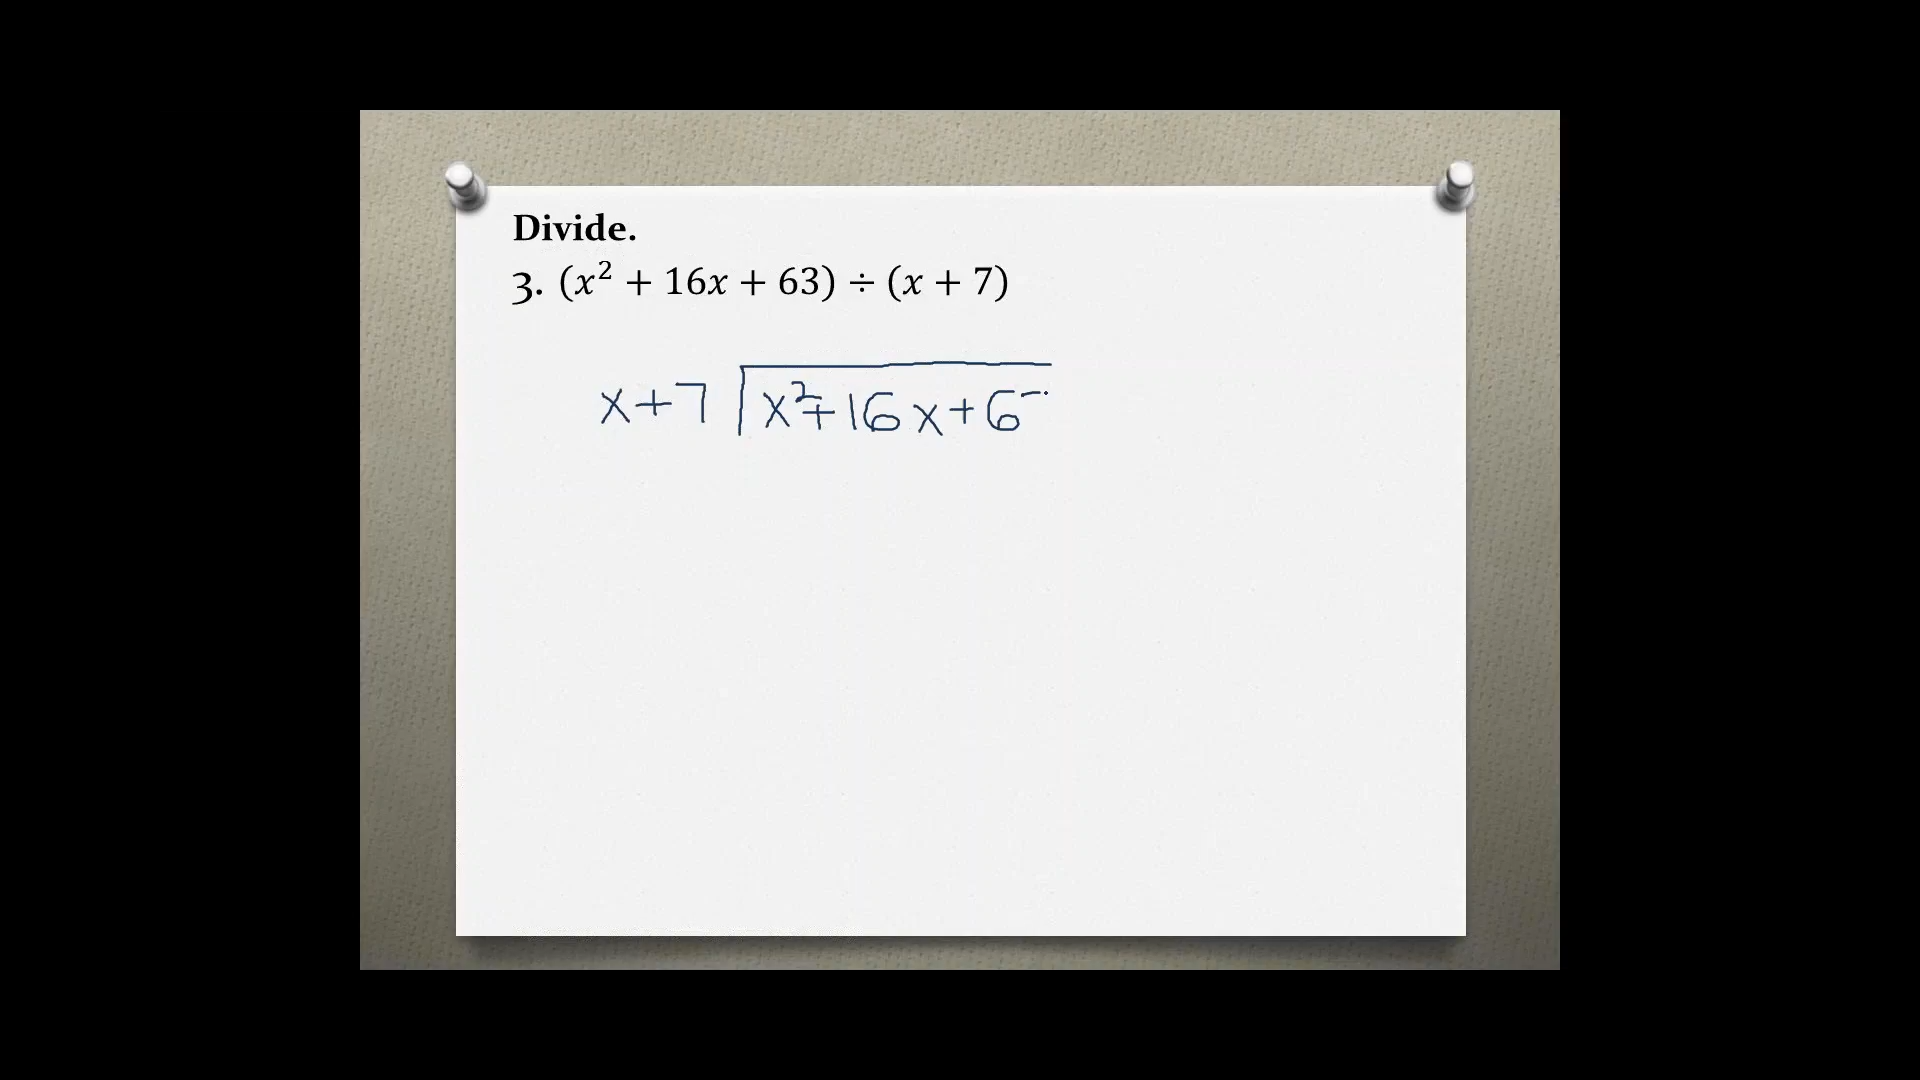 Divide.
3. (x² + 16x + 63) ÷ (x + 7)
x+7 x²+16x+6